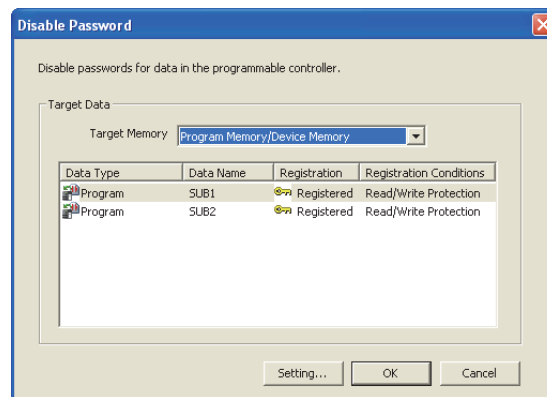 Disable Password
Disable passwords for data in the programmable controller.
Target Data
Target Memory Program Memory/Device Memory
Data Type Data Name Registration Registration Conditions
Program SUB1 Registered Read/Write Protection
Program SUB2 Registered Read/Write Protection
Setting... OK Cancel